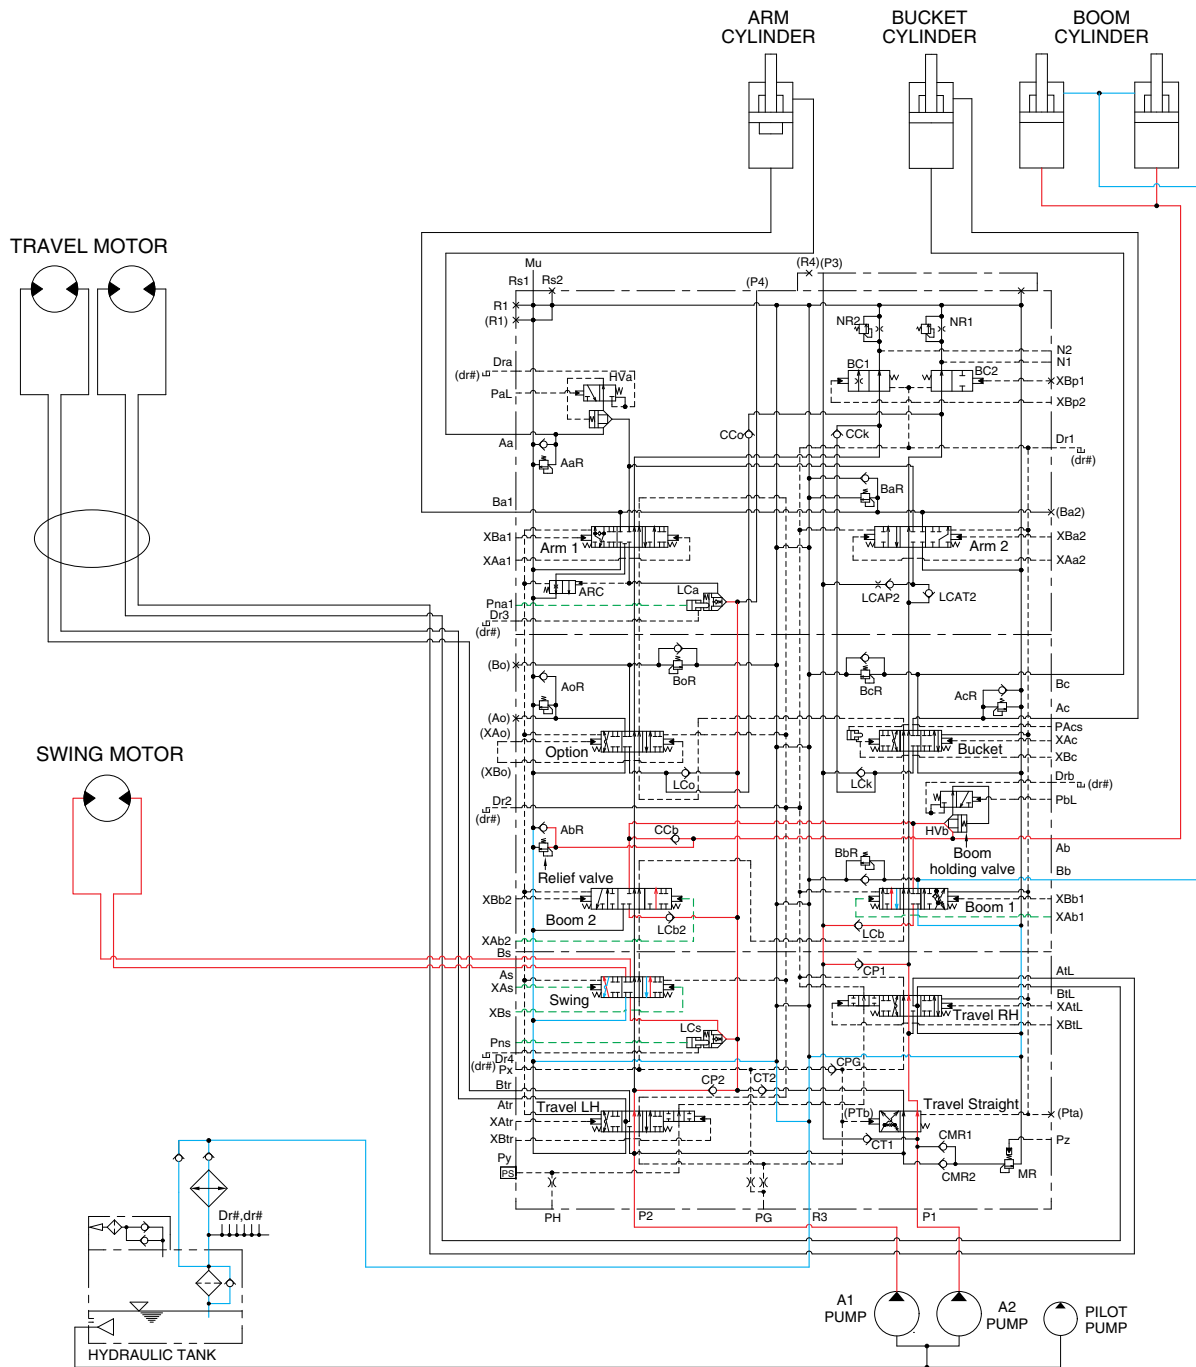 ARM
CYLINDER
BUCKET
CYLINDER
BOOM
CYLINDER
TRAVEL MOTOR
Mu
Rs1
Rs2
(P4)
(R4)
(P3)
R1
(R1)
NR2
NR1
N2
N1
Dra
(dr#)
HVa
BC1
BC2
XBp1
PaL
XBp2
CCo
CCk
Aa
Dr1
(dr#)
AaR
BaR
Ba1
(Ba2)
XBa1
Arm 1
Arm 2
XBa2
XAa1
XAa2
ARC
LCa
LCAP2
LCAT2
Pna1
Dr3
(dr#)
(Bo)
BoR
BcR
Bc
AoR
AcR
Ac
(Ao)
PAcs
(XAo)
Option
Bucket
XAc
XBc
SWING MOTOR
(XBo)
LCo
LCk
Drb
(dr#)
Dr2
(dr#)
PbL
AbR
CCb
HVb
Relief valve
BbR
Boom
holding valve
Ab
Bb
XBb2
Boom 2
Boom 1
XBb1
LCb2
LCb
XAb1
XAb2
Bs
CP1
As
AtL
XAs
Swing
BtL
XBs
Travel RH
XAtL
XBtL
Pns
LCs
Dr4
(dr#)
Px
CPG
Btr
CP2
CT2
Atr
Travel LH
(PTb)
Travel Straight
(Pta)
XAtr
XBtr
CT1
CMR1
Pz
Py
CMR2
MR
PS
Dr#,dr#
PH
P2
PG
R3
P1
A1
PUMP
A2
PUMP
PILOT
PUMP
HYDRAULIC TANK